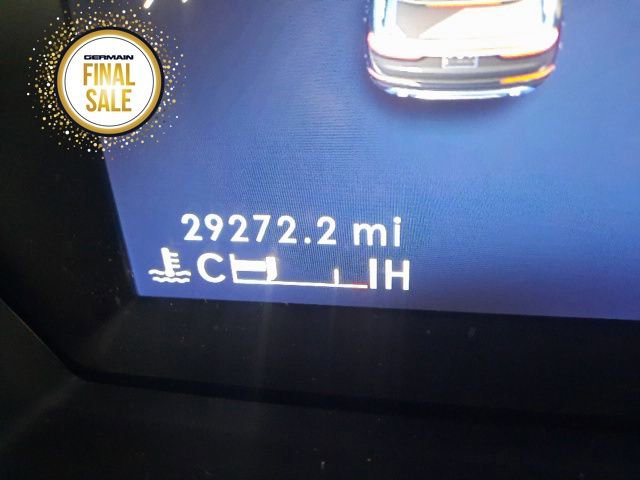 GERMAIN
FINAL
SALE
29272.2 mi
C H